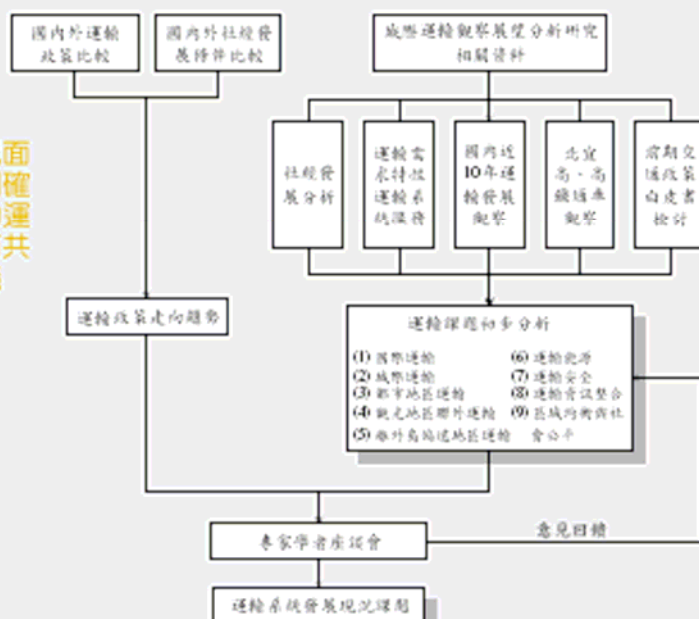 國內外運輸
政策比較
國內外社經發
展條件比較
城際運輸觀察展望分析研究
相關資料
面
確
運
共
社經發
展分析
運輸需
求特性
運輸系
統服務
國內近
10年運
輸發展
觀察
北宜
高、高
鐵通車
觀察
前期交
通政策
白皮書
檢討
運輸政策走向趨勢
運輸課題初步分析
(1) 國際運輸
(2) 城際運輸
(3) 都市地區運輸
(4) 觀光地區聯外運輸
(5) 離外島偏遠地區運輸
(6) 運輸能源
(7) 運輸安全
(8) 運輸資訊整合
(9) 區域均衡與社
會公平
專家學者座談會
意見回饋
運輸系統發展現況課題